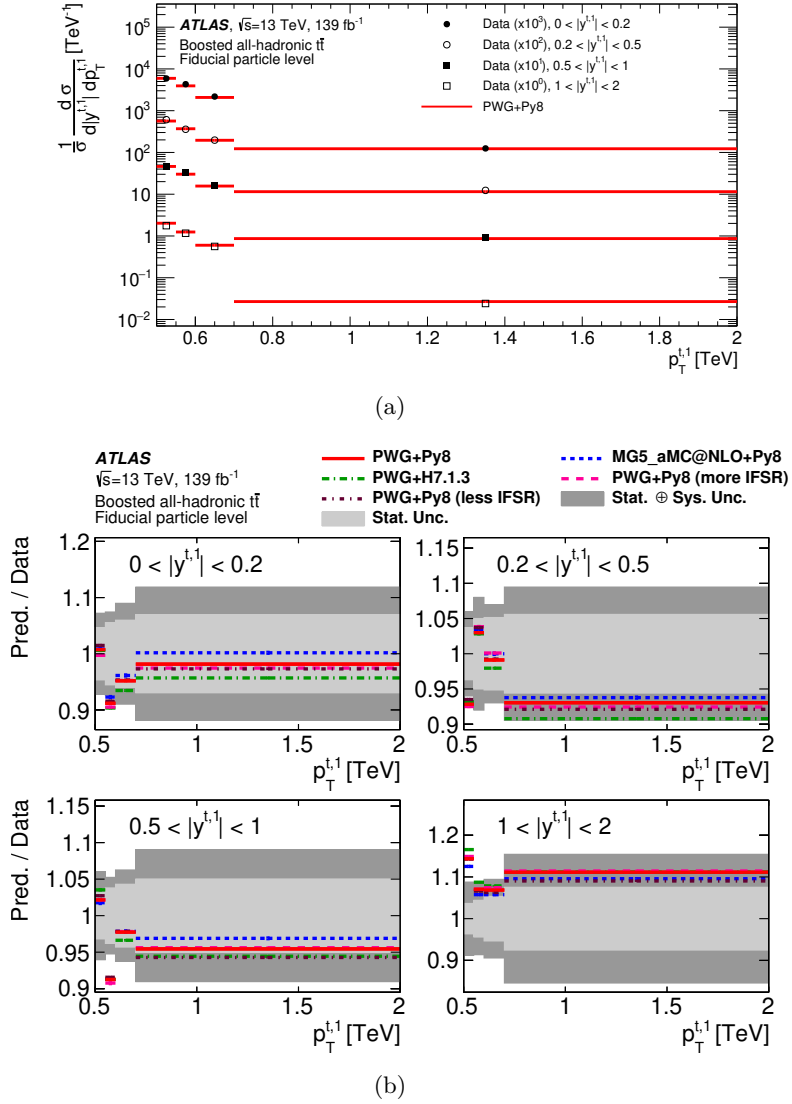 ATLAS, √s=13 TeV, 139 fb⁻¹
Boosted all-hadronic tt̄
Fiducial particle level
Data (x10³), 0 < |y^{t,1}| < 0.2
Data (x10²), 0.2 < |y^{t,1}| < 0.5
Data (x10¹), 0.5 < |y^{t,1}| < 1
Data (x10⁰), 1 < |y^{t,1}| < 2
PWG+Py8
1/σ dσ / d|y^{t,1}| dp_T^{t,1} [TeV⁻¹]
10⁵
10⁴
10³
10²
10
1
10⁻¹
10⁻²
0.6 0.8 1 1.2 1.4 1.6 1.8 2
p_T^{t,1} [TeV]
(a)
ATLAS
√s=13 TeV, 139 fb⁻¹
Boosted all-hadronic tt̄
Fiducial particle level
PWG+Py8
PWG+H7.1.3
PWG+Py8 (less IFSR)
Stat. Unc.
MG5_aMC@NLO+Py8
PWG+Py8 (more IFSR)
Stat. ⊕ Sys. Unc.
Pred. / Data
0 < |y^{t,1}| < 0.2
1.2
1.1
1
0.9
0.5 1 1.5 2
p_T^{t,1} [TeV]
0.2 < |y^{t,1}| < 0.5
1.15
1.1
1.05
1
0.95
0.9
0.5 1 1.5 2
p_T^{t,1} [TeV]
Pred. / Data
0.5 < |y^{t,1}| < 1
1.15
1.1
1.05
1
0.95
0.9
0.5 1 1.5 2
p_T^{t,1} [TeV]
1 < |y^{t,1}| < 2
1.2
1.1
1
0.9
0.5 1 1.5 2
p_T^{t,1} [TeV]
(b)